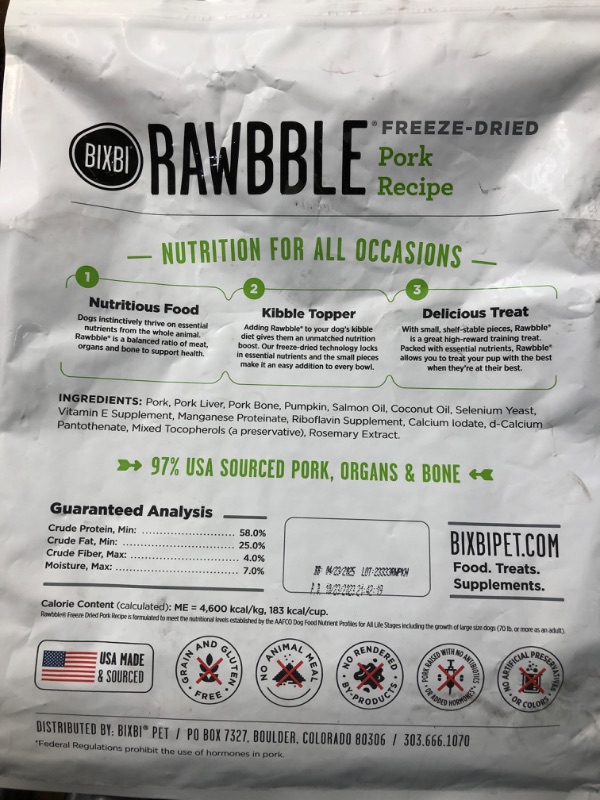 BIXBI® RAWBBLE® FREEZE-DRIED
Pork
Recipe
NUTRITION FOR ALL OCCASIONS
1
Nutritious Food
Dogs instinctively thrive on essential
nutrients from the whole animal.
Rawbble® is a balanced ratio of meat,
organs and bone to support health.
2
Kibble Topper
Adding Rawbble® to your dog's kibble
diet gives them an unmatched nutrition
boost. Our freeze-dried technology locks
in essential nutrients and the small pieces
make it an easy addition to every bowl.
3
Delicious Treat
With small, shelf-stable pieces, Rawbble®
is a great high-reward training treat.
Packed with essential nutrients, Rawbble®
allows you to treat your pup with the best
when they're at their best.
INGREDIENTS: Pork, Pork Liver, Pork Bone, Pumpkin, Salmon Oil, Coconut Oil, Selenium Yeast,
Vitamin E Supplement, Manganese Proteinate, Riboflavin Supplement, Calcium Iodate, d-Calcium
Pantothenate, Mixed Tocopherols (a preservative), Rosemary Extract.
97% USA SOURCED PORK, ORGANS & BONE
Guaranteed Analysis
Crude Protein, Min: 58.0%
Crude Fat, Min: 25.0%
Crude Fiber, Max: 4.0%
Moisture, Max: 7.0%
04/23/2025 LOT:
BIXBIPET.COM
Food. Treats.
Supplements.
Calorie Content (calculated): ME = 4,600 kcal/kg, 183 kcal/cup.
Rawbble® Freeze Dried Pork Recipe is formulated to meet the nutritional levels established by the AAFCO Dog Food Nutrient Profiles for All Life Stages including the growth of large size dogs (70 lb. or more as an adult).
USA MADE
& SOURCED
GRAIN AND GLUTEN FREE
NO ANIMAL MEAL
NO RENDERED BY-PRODUCTS
PORK RAISED WITH NO ANTIBIOTICS OR ADDED HORMONES*
NO ARTIFICIAL PRESERVATIVES OR COLORS
DISTRIBUTED BY: BIXBI® PET / PO BOX 7327, BOULDER, COLORADO 80306 / 303.666.1070
*Federal Regulations prohibit the use of hormones in pork.